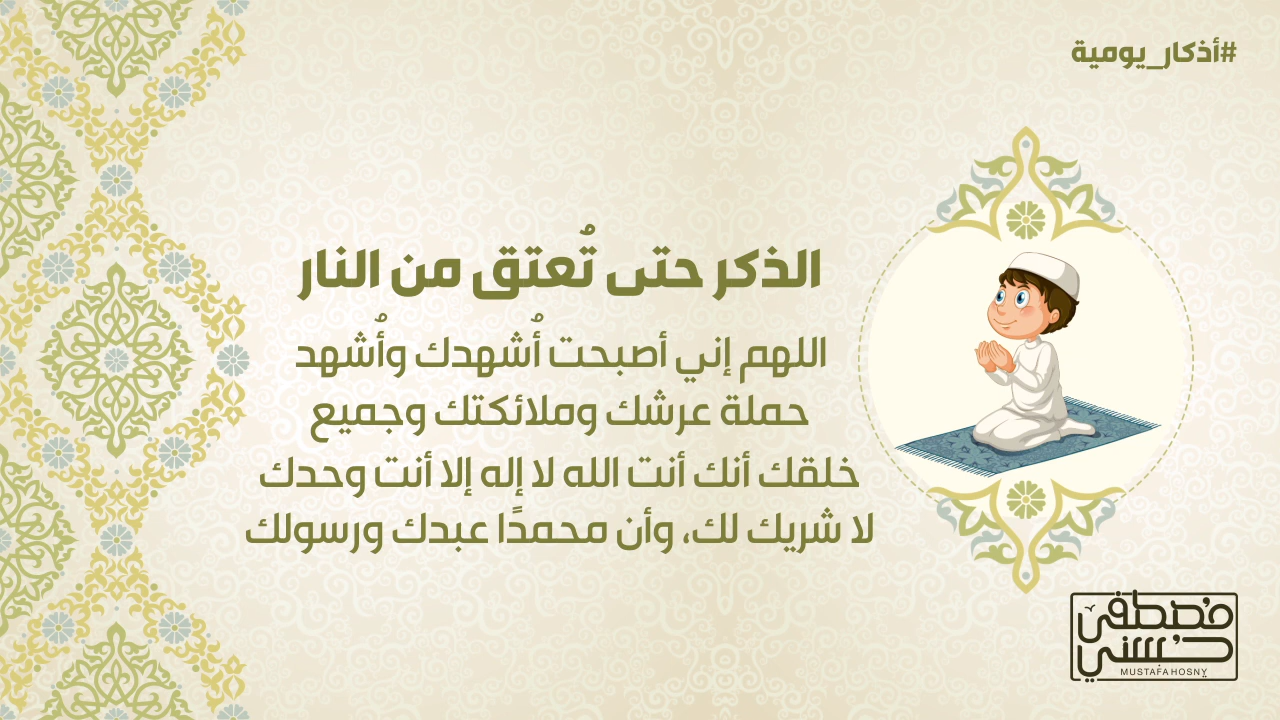 #أذكار_يومية
الذكر حتى تُعتق من النار
اللهم إني أصبحت أُشهدك وأُشهد
حملة عرشك وملائكتك وجميع
خلقك أنك أنت الله لا إله إلا أنت وحدك
لا شريك لك، وأن محمدًا عبدك ورسولك
مصطفى
حسني
MUSTAFA HOSNY